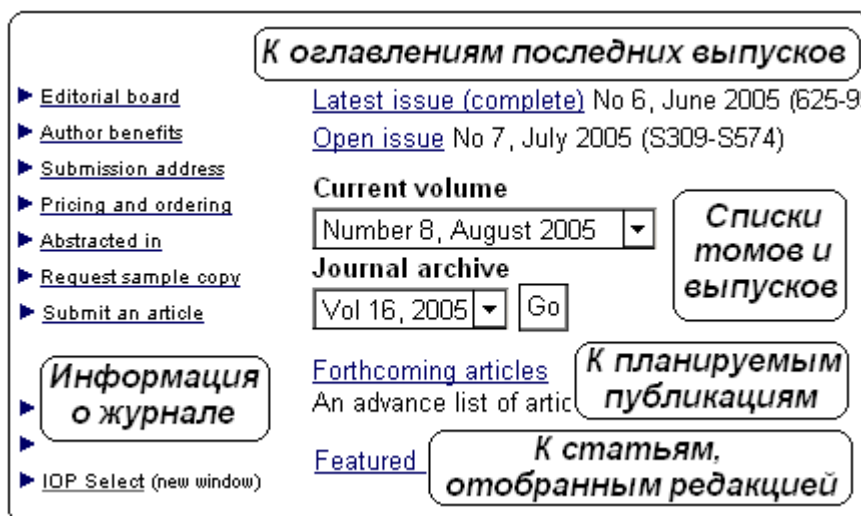 К оглавлениям последних выпусков
Editorial board
Author benefits
Submission address
Pricing and ordering
Abstracted in
Request sample copy
Submit an article
Информация
о журнале
IOP Select (new window)
Latest issue (complete) No 6, June 2005 (625-9
Open issue No 7, July 2005 (S309-S574)
Current volume
Number 8, August 2005
Journal archive
Vol 16, 2005 Go
Списки
томов и
выпусков
Forthcoming articles
An advance list of artic
К планируемым
публикациям
Featured
К статьям,
отобранным редакцией